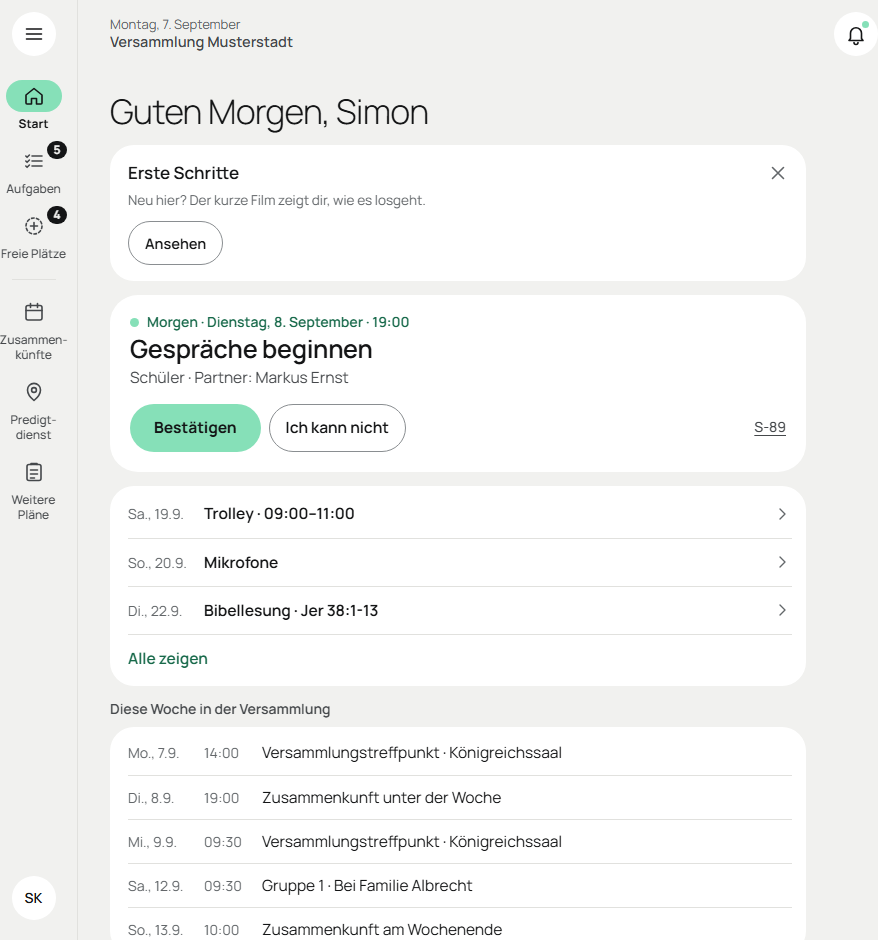 Montag, 7. September
Versammlung Musterstadt
Start
5
Aufgaben
4
Freie Plätze
Zusammen-
künfte
Predigt-
dienst
Weitere
Pläne
SK
Guten Morgen, Simon
Erste Schritte
Neu hier? Der kurze Film zeigt dir, wie es losgeht.
Ansehen
Morgen · Dienstag, 8. September · 19:00
Gespräche beginnen
Schüler · Partner: Markus Ernst
Bestätigen Ich kann nicht S-89
Sa., 19.9. Trolley · 09:00–11:00
So., 20.9. Mikrofone
Di., 22.9. Bibellesung · Jer 38:1-13
Alle zeigen
Diese Woche in der Versammlung
Mo., 7.9. 14:00 Versammlungstreffpunkt · Königreichssaal
Di., 8.9. 19:00 Zusammenkunft unter der Woche
Mi., 9.9. 09:30 Versammlungstreffpunkt · Königreichssaal
Sa., 12.9. 09:30 Gruppe 1 · Bei Familie Albrecht
So., 13.9. 10:00 Zusammenkunft am Wochenende